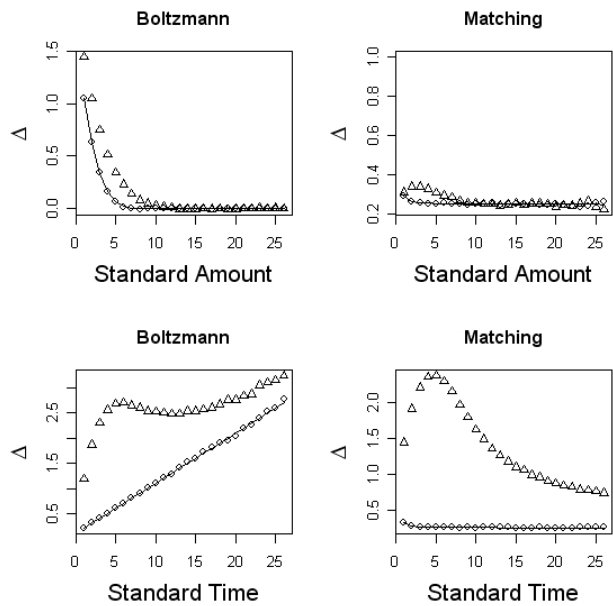 Boltzmann
Matching
Δ
0.0 0.5 1.0 1.5
0 5 10 15 20 25
Standard Amount
Δ
0.2 0.4 0.6 0.8 1.0
0 5 10 15 20 25
Standard Amount
Boltzmann
Matching
Δ
0.5 1.5 2.5
0 5 10 15 20 25
Standard Time
Δ
0.5 1.0 1.5 2.0
0 5 10 15 20 25
Standard Time